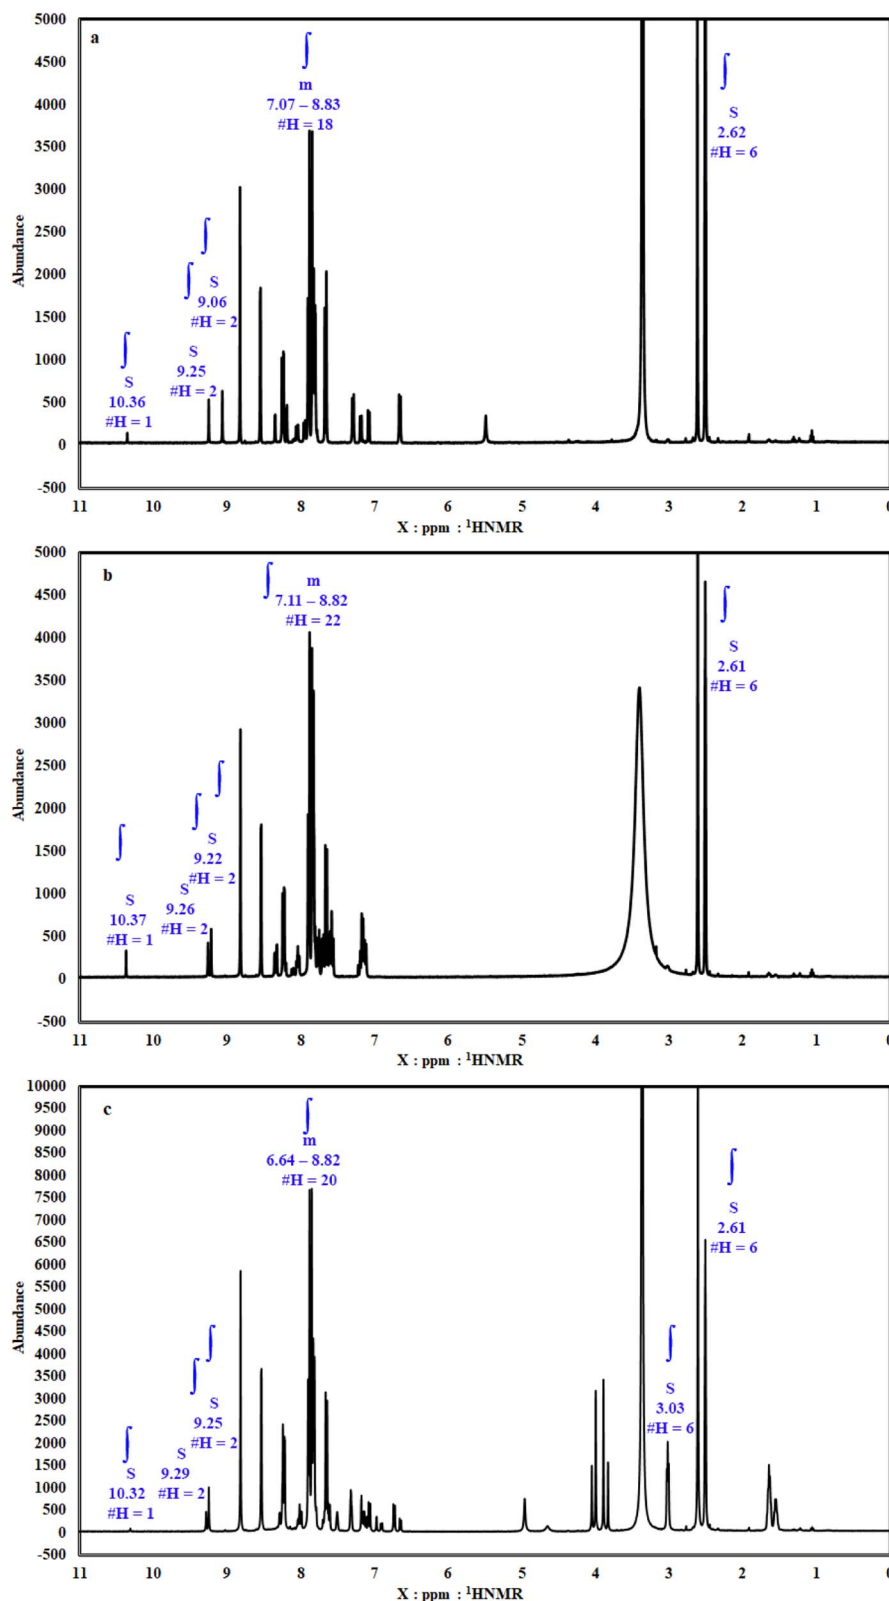 5000
a
4500
m
7.07 – 8.83
#H = 18
S
2.62
#H = 6
4000
3500
3000
2500
2000
1500
1000
500
0
-500
Abundance
S
9.06
#H = 2
S
9.25
#H = 2
S
10.36
#H = 1
11 10 9 8 7 6 5 4 3 2 1 0
X : ppm : ¹HNMR
5000
b
4500
m
7.11 – 8.82
#H = 22
S
2.61
#H = 6
4000
3500
3000
2500
2000
1500
1000
500
0
-500
Abundance
S
9.22
#H = 2
S
9.26
#H = 2
S
10.37
#H = 1
11 10 9 8 7 6 5 4 3 2 1 0
X : ppm : ¹HNMR
10000
c
9500
9000
m
6.64 – 8.82
#H = 20
S
2.61
#H = 6
8500
8000
7500
7000
6500
6000
5500
5000
4500
4000
3500
3000
2500
2000
1500
1000
500
0
-500
Abundance
S
9.25
#H = 2
S
9.29
#H = 2
S
10.32
#H = 1
S
3.03
#H = 6
11 10 9 8 7 6 5 4 3 2 1 0
X : ppm : ¹HNMR